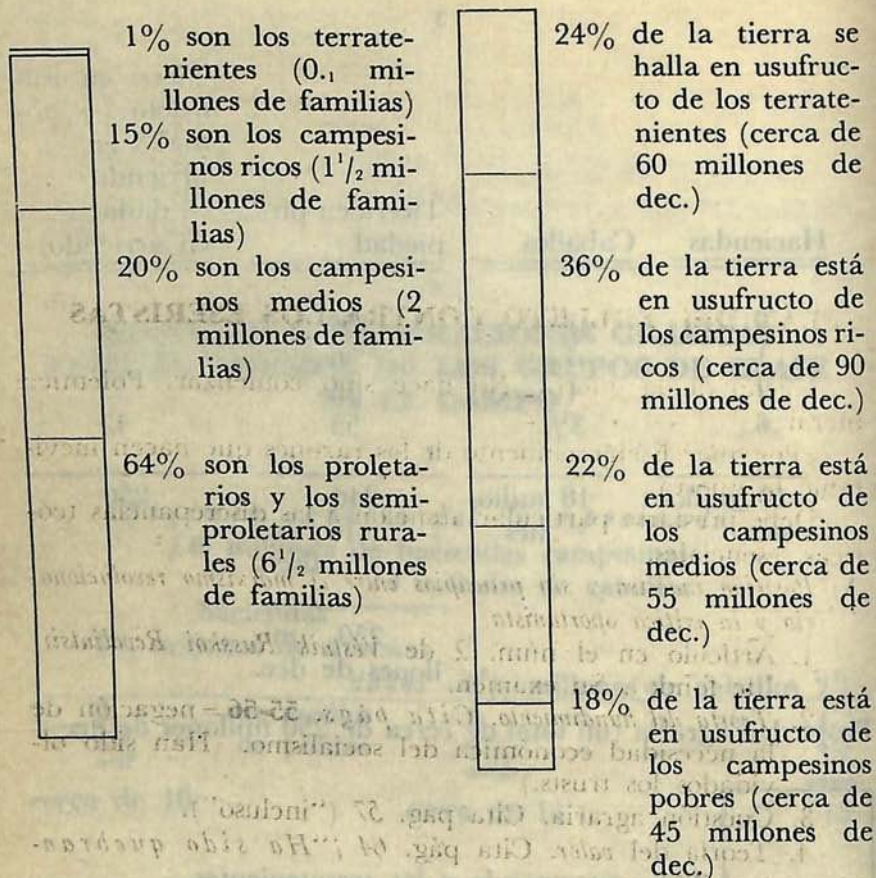 1% son los terrate-
nientes (0.₁ mi-
llones de familias)
15% son los campesi-
nos ricos (1¹/₂ mi-
llones de fami-
lias)
20% son los campesi-
nos medios (2
millones de fami-
lias)
64% son los proleta-
rios y los semi-
proletarios rura-
les (6¹/₂ millones
de familias)
24% de la tierra se
halla en usufruc-
to de los terrate-
nientes (cerca de
60 millones de
dec.)
36% de la tierra está
en usufructo de
los campesinos ri-
cos (cerca de 90
millones de dec.)
22% de la tierra está
en usufructo de
los campesinos
medios (cerca de
55 millones de
dec.)
18% de la tierra está
en usufructo de
los campesinos
pobres (cerca de
45 millones de
dec.)